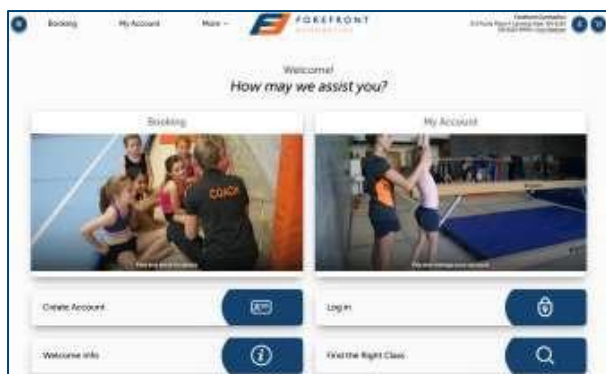 Booking
My Account
More
FOREFRONT
Welcome!
How may we assist you?
Booking
My Account
COACH
Create Account
Log in
Welcome Info
Find the Right Class